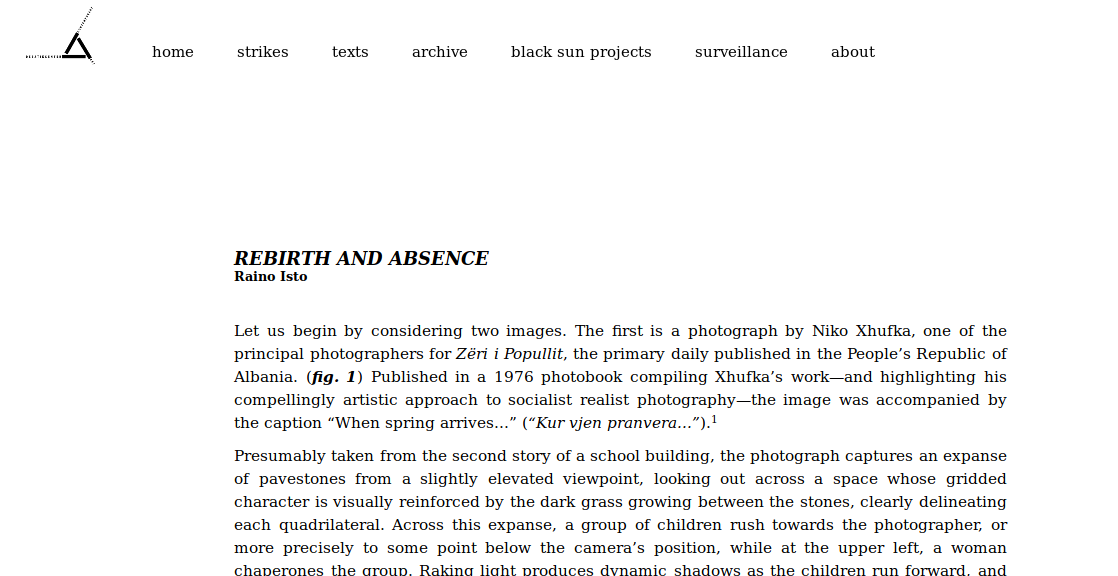 home strikes texts archive black sun projects surveillance about
REBIRTH AND ABSENCE
Raino Isto
Let us begin by considering two images. The first is a photograph by Niko Xhufka, one of the
principal photographers for Zëri i Popullit, the primary daily published in the People’s Republic of
Albania. (fig. 1) Published in a 1976 photobook compiling Xhufka’s work—and highlighting his
compellingly artistic approach to socialist realist photography—the image was accompanied by
the caption “When spring arrives…” (“Kur vjen pranvera…”).1
Presumably taken from the second story of a school building, the photograph captures an expanse
of pavestones from a slightly elevated viewpoint, looking out across a space whose gridded
character is visually reinforced by the dark grass growing between the stones, clearly delineating
each quadrilateral. Across this expanse, a group of children rush towards the photographer, or
more precisely to some point below the camera’s position, while at the upper left, a woman
chaperones the group. Raking light produces dynamic shadows as the children run forward, and